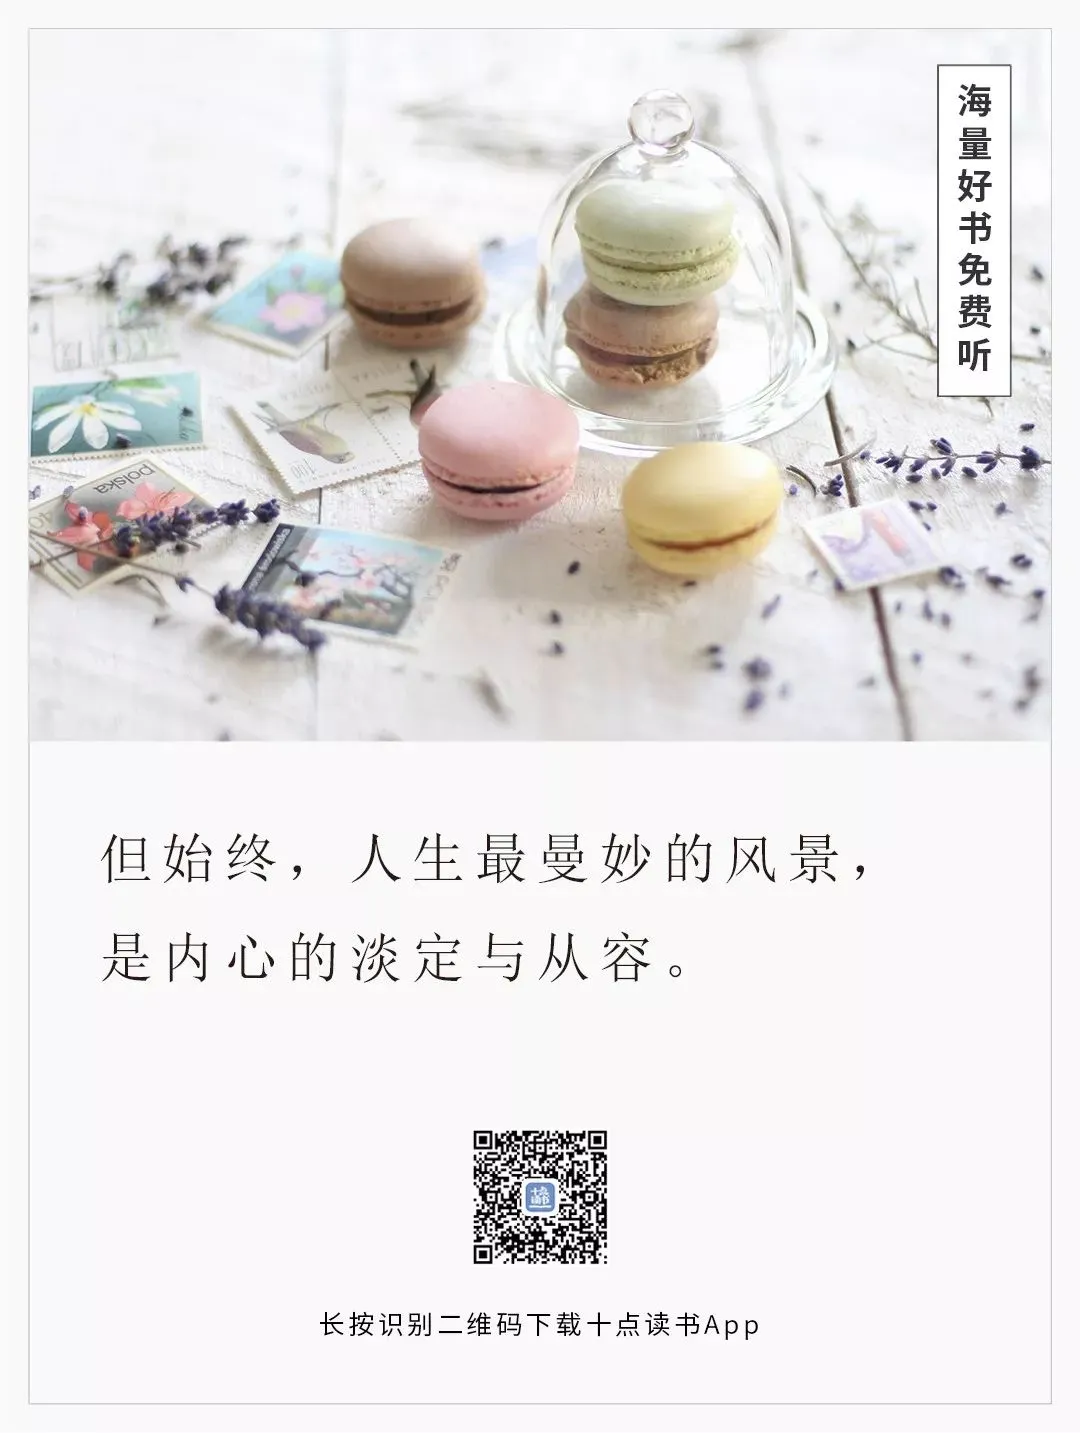 海量好书免费听
polska
但始终，人生最曼妙的风景，
是内心的淡定与从容。
长按识别二维码下载十点读书App